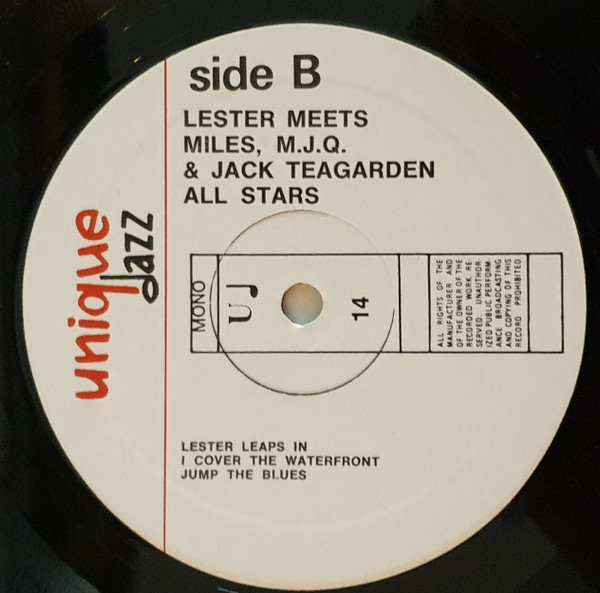 side B
LESTER MEETS
MILES, M.J.Q.
& JACK TEAGARDEN
ALL STARS
unique
Jazz
MONO
UJ
14
ALL RIGHTS OF THE
MANUFACTURER AND
OF THE OWNER OF THE
RECORDED WORK RE-
SERVED. UNAUTHOR-
IZED PUBLIC PERFORM-
ANCE BROADCASTING
AND COPYING OF THIS
RECORD PROHIBITED
LESTER LEAPS IN
I COVER THE WATERFRONT
JUMP THE BLUES